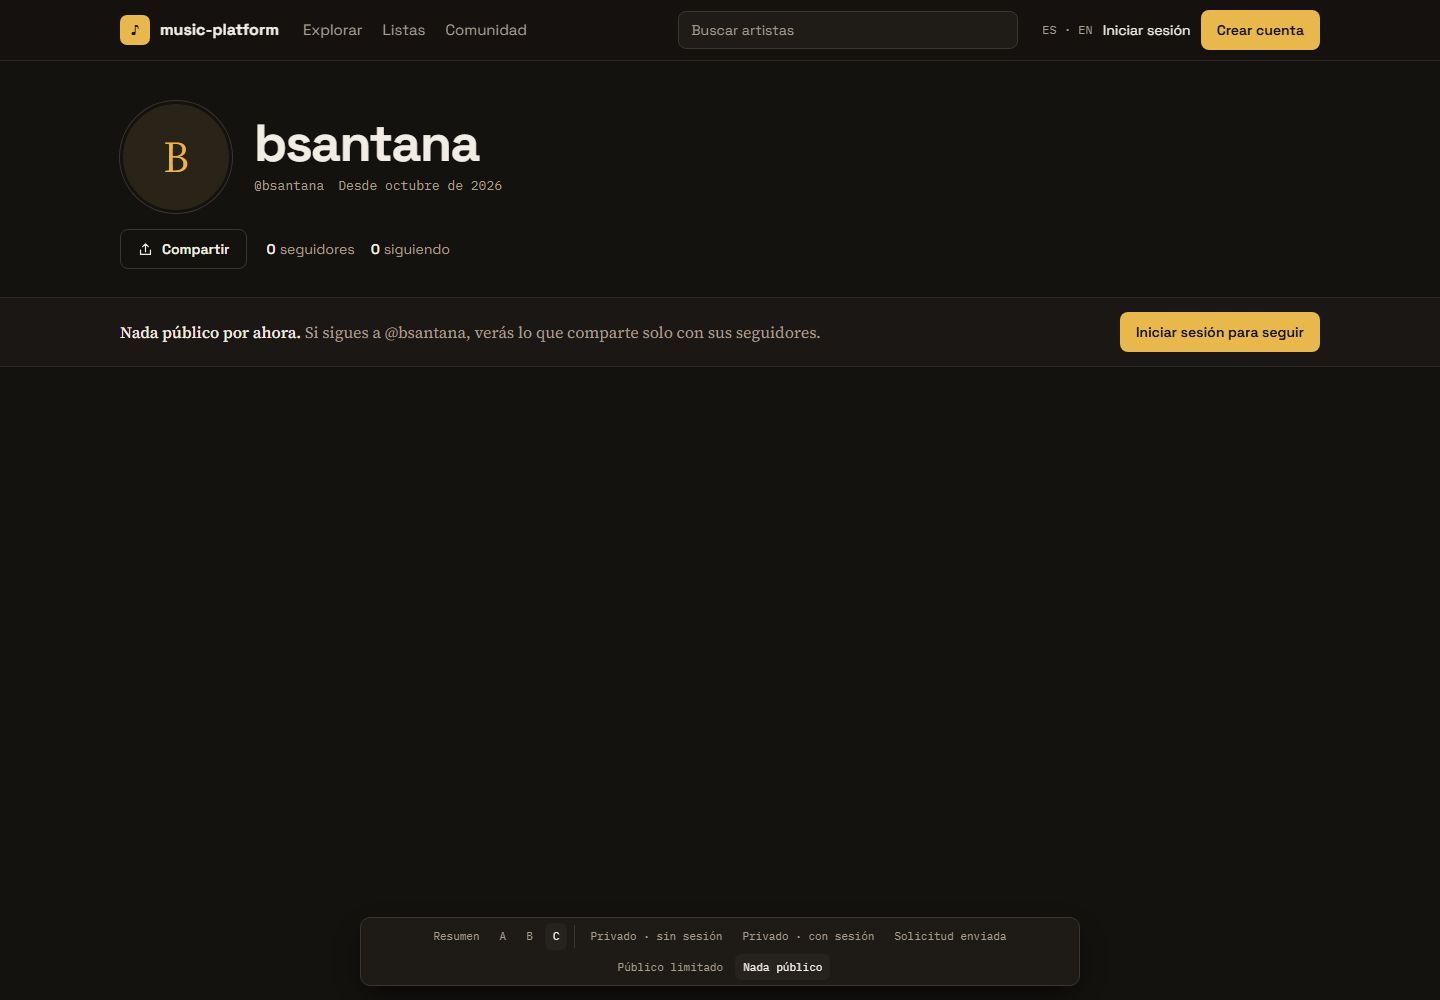 ♪ music-platform Explorar Listas Comunidad Buscar artistas ES · EN Iniciar sesión Crear cuenta
B
bsantana
@bsantana Desde octubre de 2026
Compartir 0 seguidores 0 siguiendo
Nada público por ahora. Si sigues a @bsantana, verás lo que comparte solo con sus seguidores. Iniciar sesión para seguir
Resumen A B C Privado · sin sesión Privado · con sesión Solicitud enviada
Público limitado Nada público